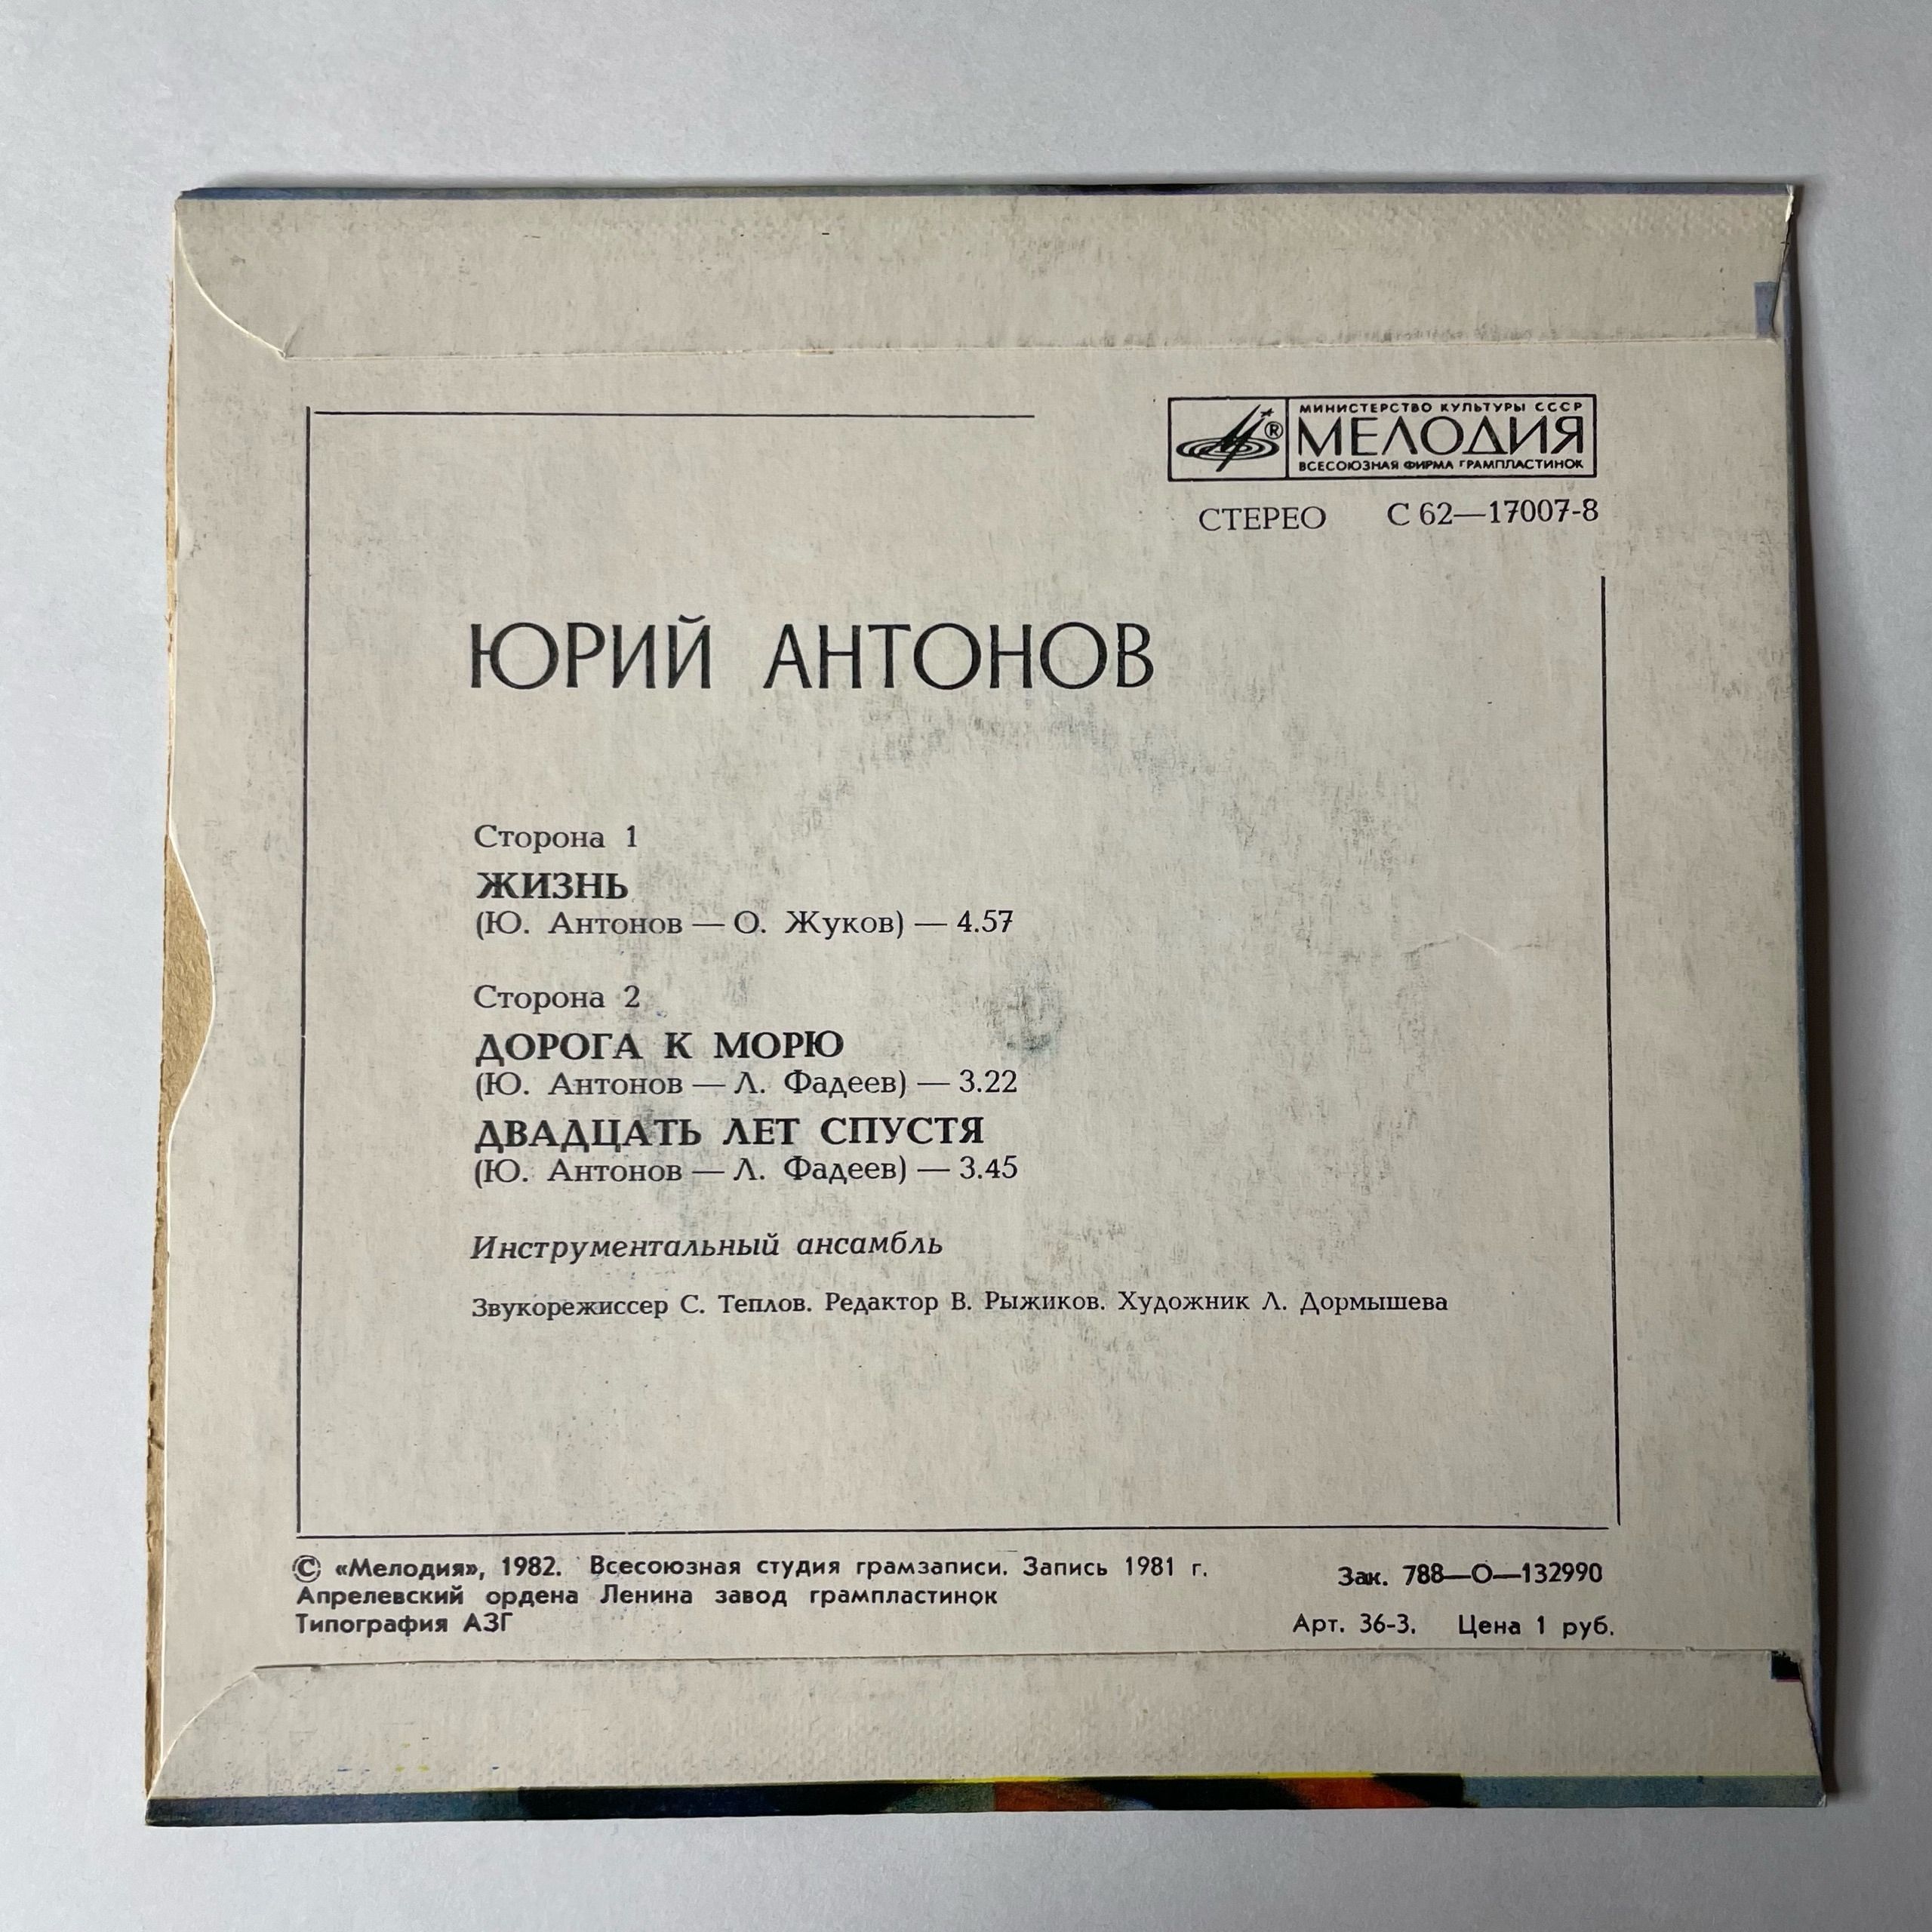 МИНИСТЕРСТВО КУЛЬТУРЫ СССР
®
МЕЛОДИЯ
ВСЕСОЮЗНАЯ ФИРМА ГРАМПЛАСТИНОК
СТЕРЕО С 62—17007-8
ЮРИЙ АНТОНОВ
Сторона 1
ЖИЗНЬ
(Ю. Антонов — О. Жуков) — 4.57
Сторона 2
ДОРОГА К МОРЮ
(Ю. Антонов — Л. Фадеев) — 3.22
ДВАДЦАТЬ ЛЕТ СПУСТЯ
(Ю. Антонов — Л. Фадеев) — 3.45
Инструментальный ансамбль
Звукорежиссер С. Теплов. Редактор В. Рыжиков. Художник Л. Дормышева
© «Мелодия», 1982. Всесоюзная студия грамзаписи. Запись 1981 г.
Апрелевский ордена Ленина завод грампластинок
Типография АЗГ
Зак. 788—О—132990
Арт. 36-3. Цена 1 руб.